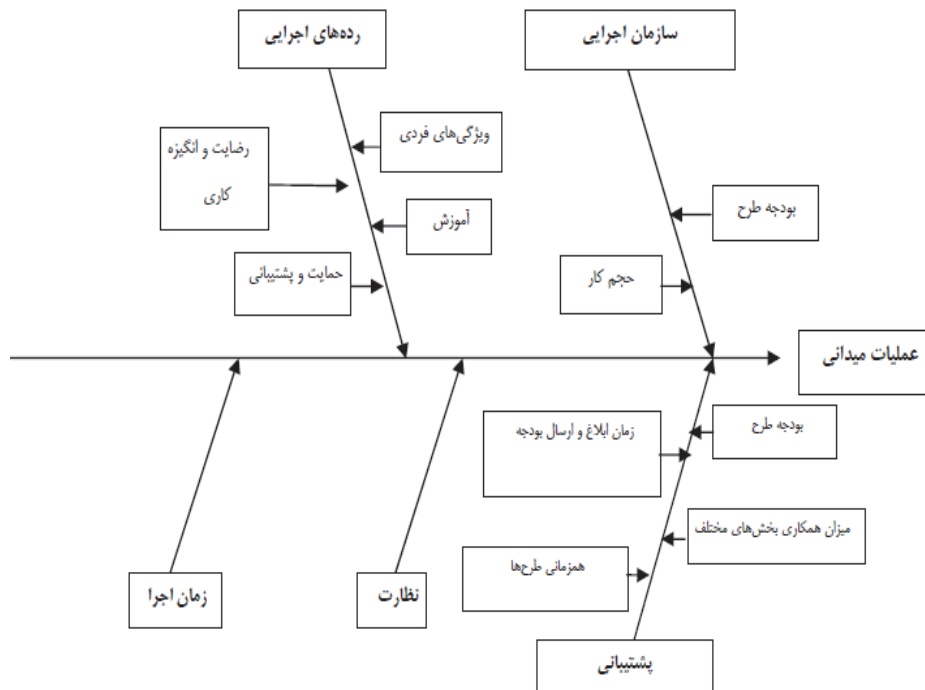 سازمان اجرایی
رده‌های اجرایی
ویژگی‌های فردی
رضایت و انگیزه
کاری
بودجه طرح
آموزش
حمایت و پشتیبانی
حجم کار
عملیات میدانی
بودجه طرح
زمان ابلاغ و ارسال بودجه
میزان همکاری بخش‌های مختلف
همزمانی طرح‌ها
نظارت
زمان اجرا
پشتیبانی